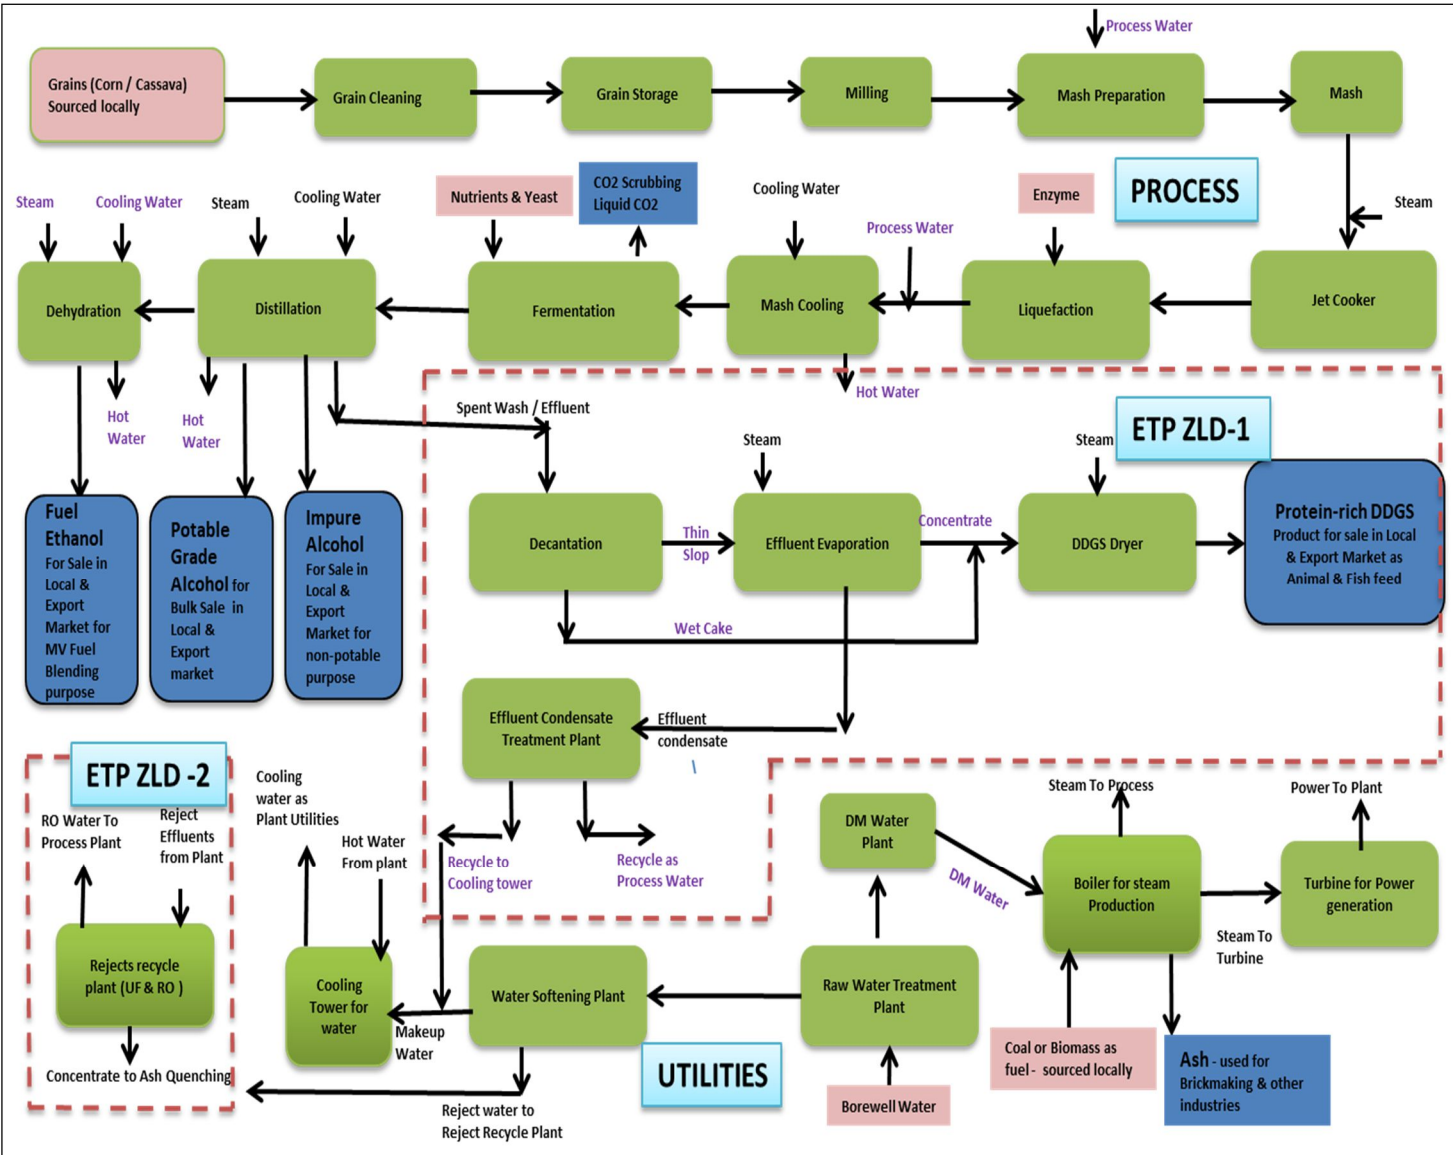 Process Water
Grains (Corn / Cassava)
Sourced locally
Grain Cleaning
Grain Storage
Milling
Mash Preparation
Mash
PROCESS
Steam
Cooling Water
Steam
Cooling Water
Nutrients & Yeast
CO2 Scrubbing
Liquid CO2
Cooling Water
Process Water
Enzyme
Steam
Dehydration
Distillation
Fermentation
Mash Cooling
Liquefaction
Jet Cooker
Hot
Water
Hot
Water
Hot Water
Spent Wash / Effluent
ETP ZLD-1
Steam
Steam
Fuel
Ethanol
For Sale in
Local &
Export
Market for
MV Fuel
Blending
purpose
Potable
Grade
Alcohol for
Bulk Sale in
Local &
Export
market
Impure
Alcohol
For Sale in
Local &
Export
Market for
non-potable
purpose
Decantation
Thin
Slop
Effluent Evaporation
Concentrate
DDGS Dryer
Protein-rich DDGS
Product for sale in Local
& Export Market as
Animal & Fish feed
Wet Cake
Effluent Condensate
Treatment Plant
Effluent
condensate
Recycle to
Cooling tower
Recycle as
Process Water
ETP ZLD -2
RO Water To
Process Plant
Reject
Effluents
from Plant
Rejects recycle
plant (UF & RO )
Concentrate to Ash Quenching
Cooling
water as
Plant Utilities
Hot Water
From plant
Cooling
Tower for
water
Makeup
Water
Water Softening Plant
Reject water to
Reject Recycle Plant
UTILITIES
Raw Water Treatment
Plant
Borewell Water
DM Water
Plant
DM Water
Steam To Process
Boiler for steam
Production
Steam To
Turbine
Power To Plant
Turbine for Power
generation
Coal or Biomass as
fuel - sourced locally
Ash - used for
Brickmaking & other
industries